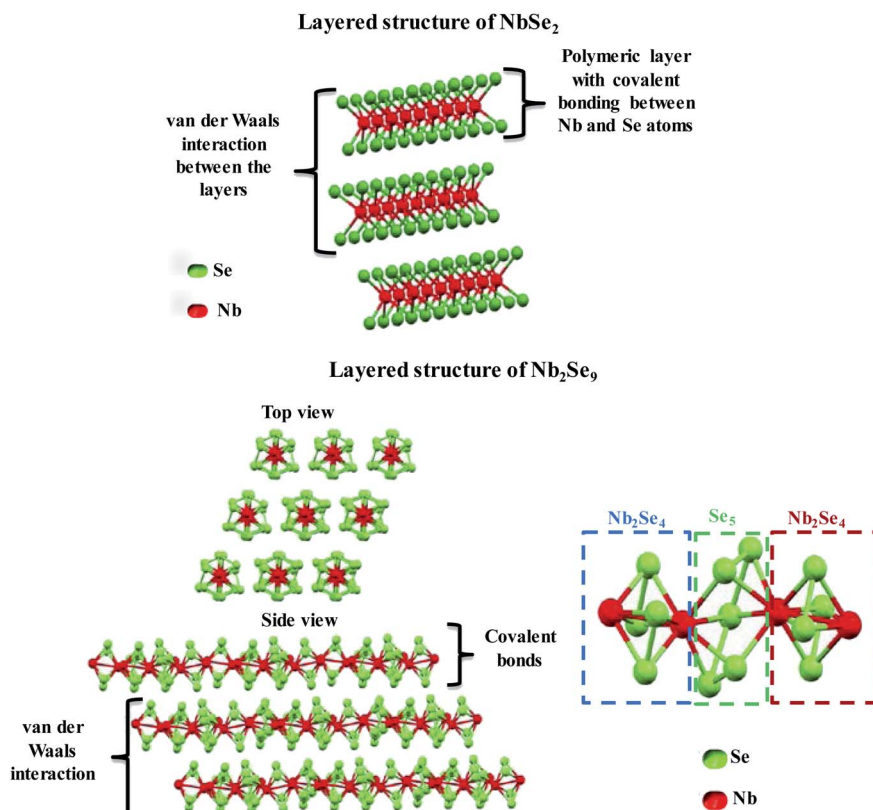 Layered structure of NbSe₂
Polymeric layer
with covalent
bonding between
Nb and Se atoms
van der Waals
interaction
between the
layers
Se
Nb
Layered structure of Nb₂Se₉
Top view
Nb₂Se₄
Se₅
Nb₂Se₄
Side view
Covalent
bonds
van der
Waals
interaction
Se
Nb